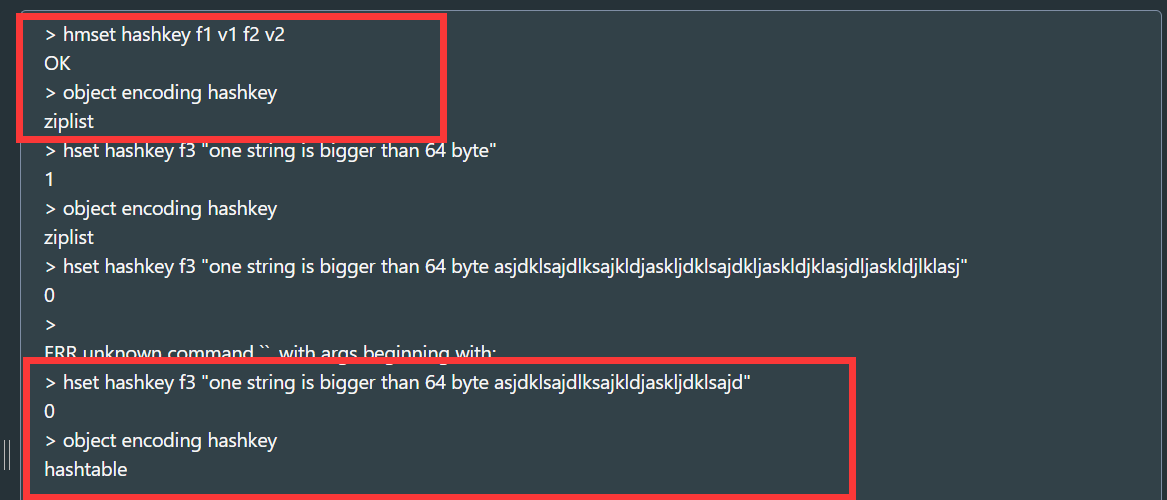 > hmset hashkey f1 v1 f2 v2
OK
> object encoding hashkey
ziplist
> hset hashkey f3 "one string is bigger than 64 byte"
1
> object encoding hashkey
ziplist
> hset hashkey f3 "one string is bigger than 64 byte asjdklsajdlksajkldjaskljdklsajdkljaskldjklasjdljaskldjlklasj"
0
>
ERR unknown command ``, with args beginning with:
> hset hashkey f3 "one string is bigger than 64 byte asjdklsajdlksajkldjaskljdklsajd"
0
> object encoding hashkey
hashtable